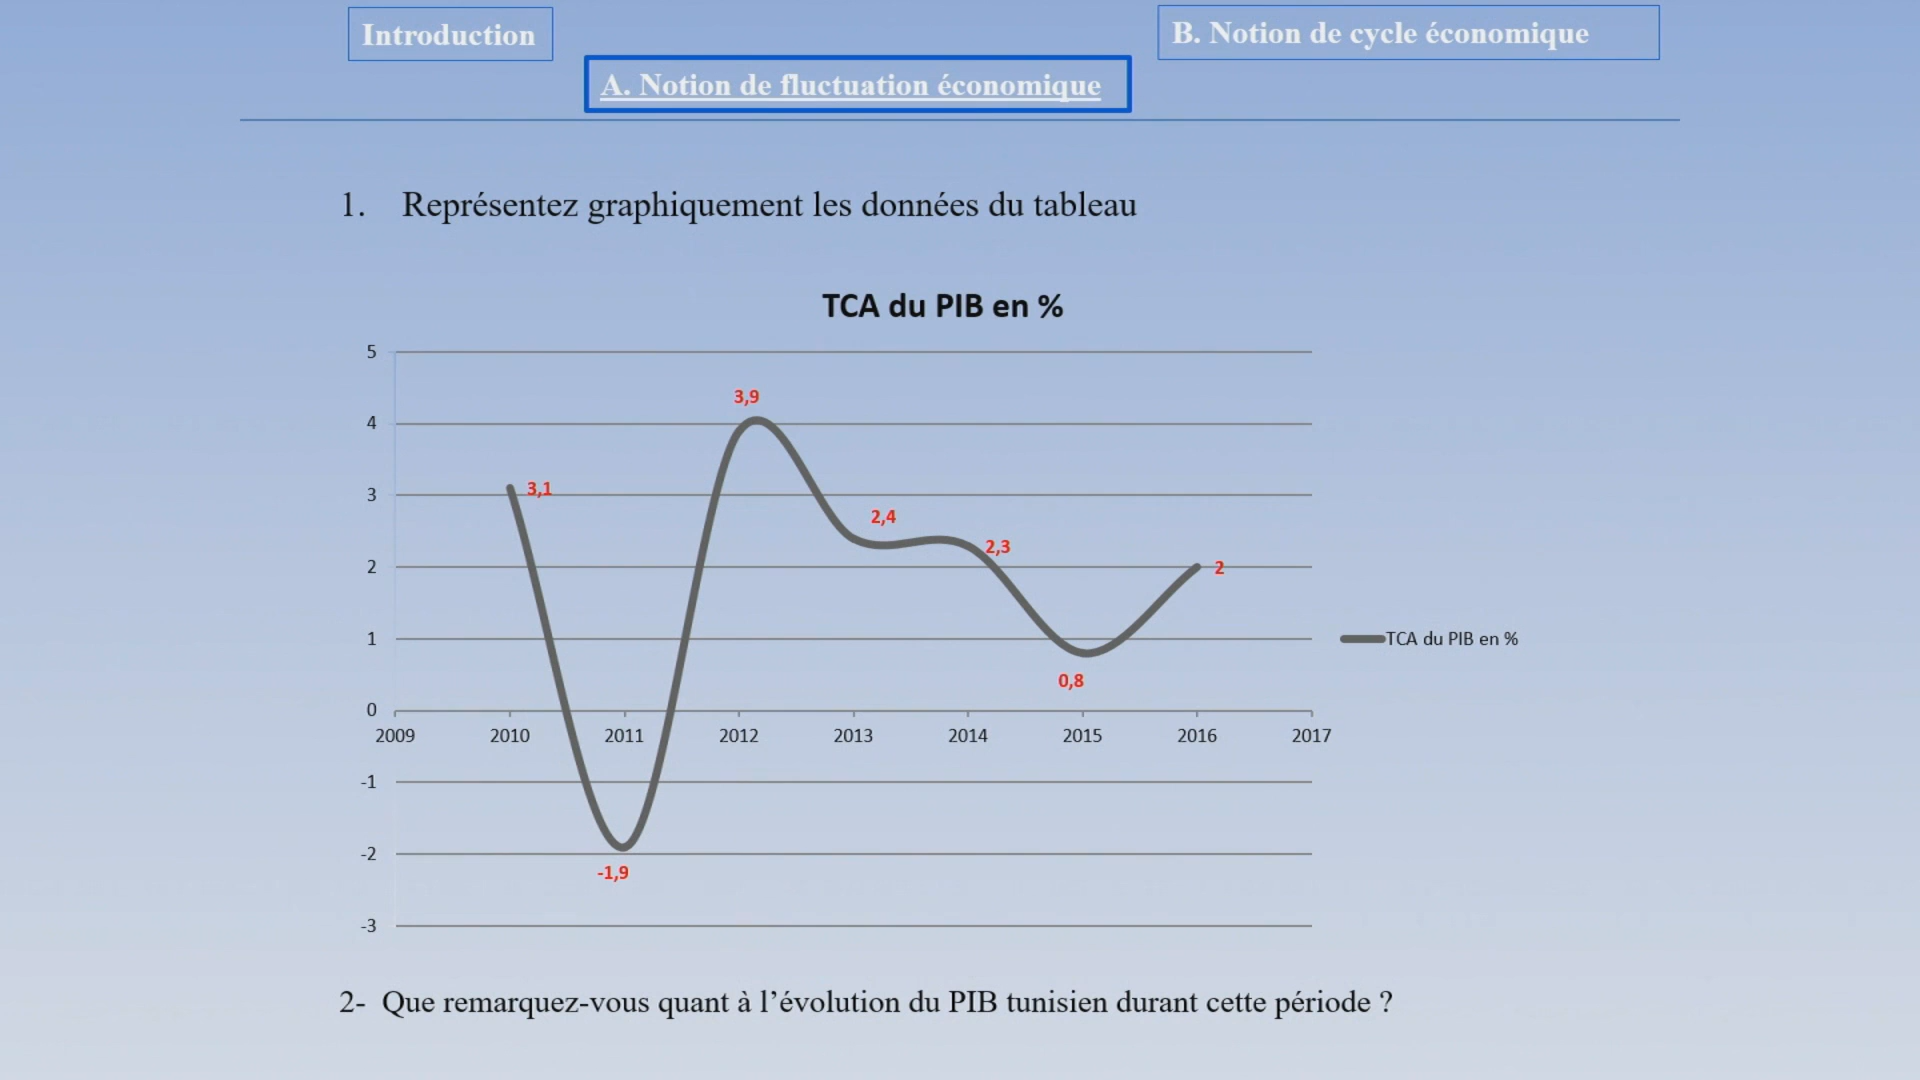 Introduction
A. Notion de fluctuation économique
B. Notion de cycle économique
1. Représentez graphiquement les données du tableau
TCA du PIB en %
5
4
3
2
1
0
-1
-2
-3
3,1
-1,9
3,9
2,4
2,3
0,8
2
2009 2010 2011 2012 2013 2014 2015 2016 2017
TCA du PIB en %
2- Que remarquez-vous quant à l’évolution du PIB tunisien durant cette période ?